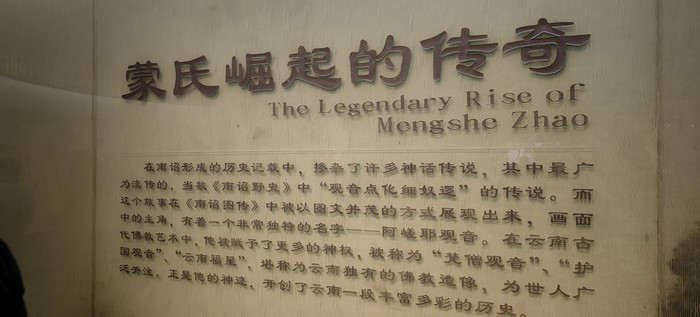 蒙氏崛起的传奇
The Legendary Rise of
Mengshe Zhao
在南诏形成的历史记载中，掺杂了许多神话传说，其中最广
为流传的，当数《南诏野史》中“观音点化细奴逻”的传说。而
这个故事在《南诏图传》中被以图文并茂的方式展现出来，画面
中的主角，有着一个非常独特的名字——阿嵯耶观音。在云南古
代佛教艺术中，他被赋予了更多的神权，被称为“梵僧观音”、“护
国观音”、“云南福星”，堪称为云南独有的佛教造像，为世人广
泛关注。正是他的神迹，开创了云南一段丰富多彩的历史。